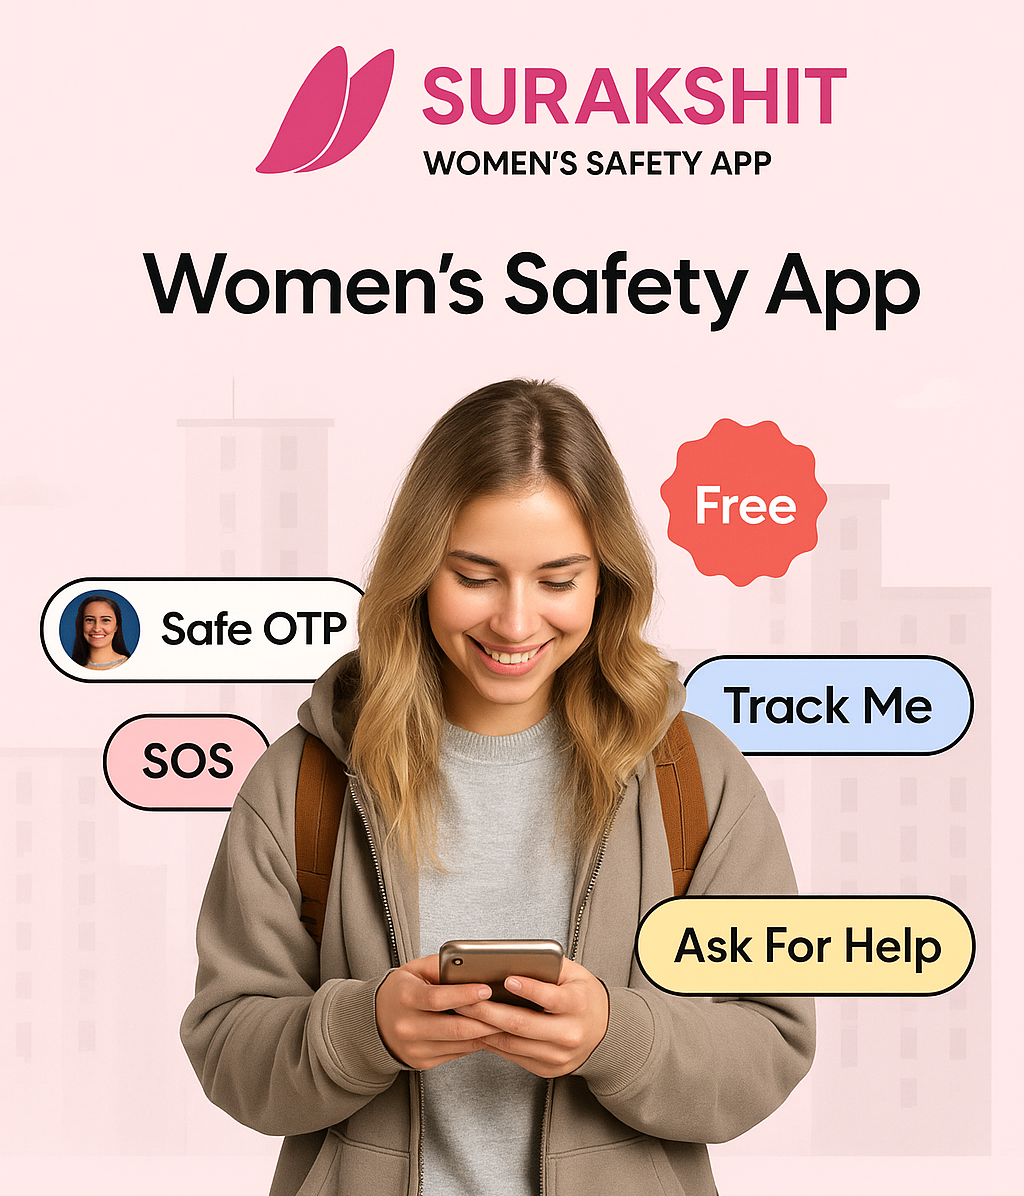 SURAKSHIT
WOMEN'S SAFETY APP
Women's Safety App
Free
Safe OTP
Track Me
SOS
Ask For Help